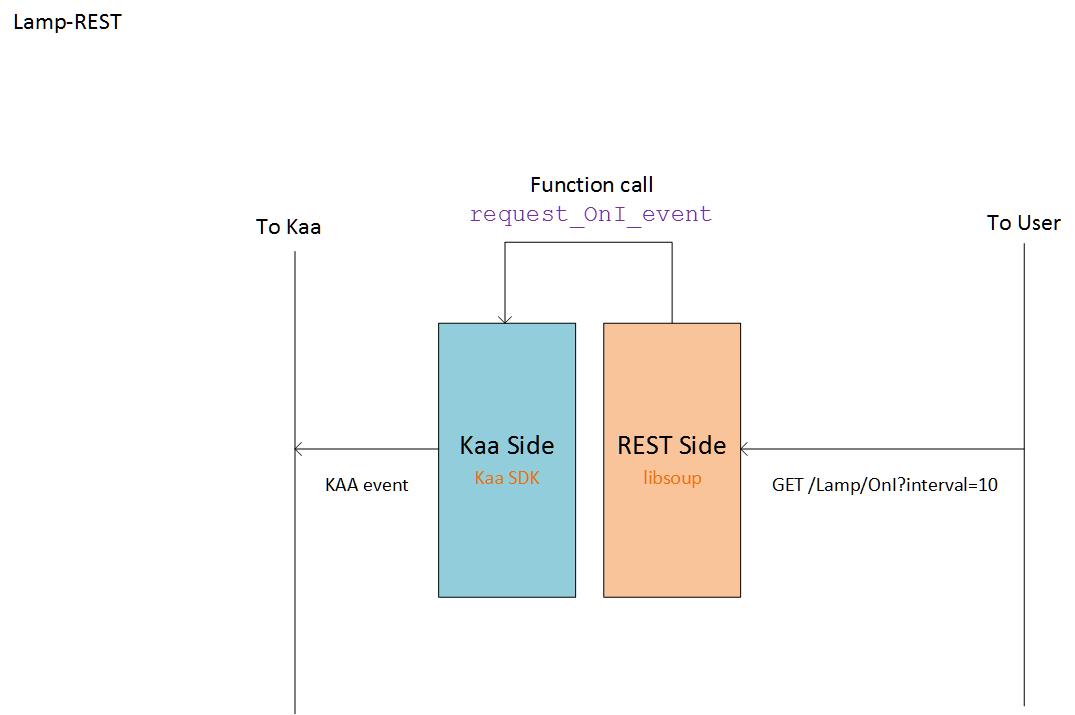 Lamp-REST
Function call
request_OnI_event
To Kaa
To User
Kaa Side
Kaa SDK
REST Side
libsoup
KAA event
GET /Lamp/OnI?interval=10